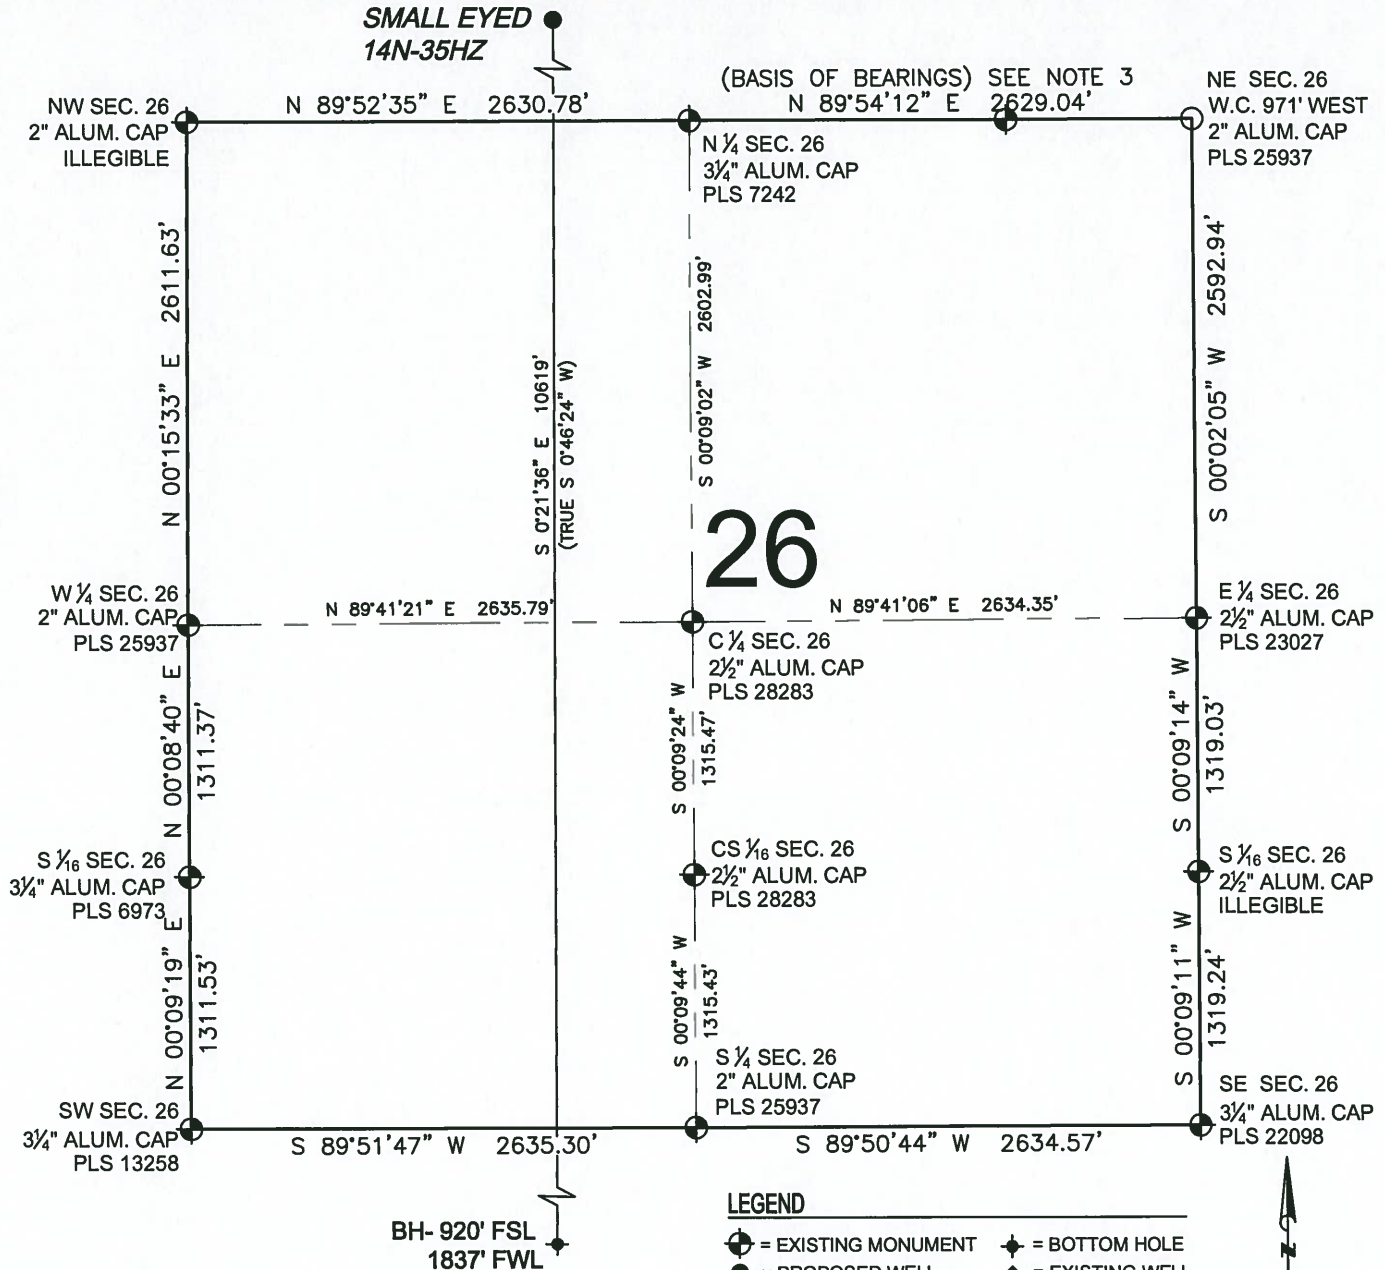 SMALL EYED
14N-35HZ
(BASIS OF BEARINGS) SEE NOTE 3
N 89°52'35" E 2630.78'
N 89°54'12" E 2629.04'
NW SEC. 26
2" ALUM. CAP
ILLEGIBLE
N ¼ SEC. 26
3¼" ALUM. CAP
PLS 7242
NE SEC. 26
W.C. 971' WEST
2" ALUM. CAP
PLS 25937
N 00°15'33" E 2611.63'
S 0°21'36" E 10619'
(TRUE S 0°46'24" W)
S 00°09'02" W 2602.99'
S 00°02'05" W 2592.94'
26
W ¼ SEC. 26
2" ALUM. CAP
PLS 25937
N 89°41'21" E 2635.79'
C ¼ SEC. 26
2½" ALUM. CAP
PLS 28283
N 89°41'06" E 2634.35'
E ¼ SEC. 26
2½" ALUM. CAP
PLS 23027
N 00°08'40" E
1311.37'
S 00°09'24" W
1315.47'
S 00°09'14" W
1319.03'
S 1⁄16 SEC. 26
3¼" ALUM. CAP
PLS 6973
CS 1⁄16 SEC. 26
2½" ALUM. CAP
PLS 28283
S 1⁄16 SEC. 26
2½" ALUM. CAP
ILLEGIBLE
N 00°09'19" E
1311.53'
S 00°09'44" W
1315.43'
S 00°09'11" W
1319.24'
SW SEC. 26
3¼" ALUM. CAP
PLS 13258
S ¼ SEC. 26
2" ALUM. CAP
PLS 25937
SE SEC. 26
3¼" ALUM. CAP
PLS 22098
S 89°51'47" W 2635.30'
S 89°50'44" W 2634.57'
BH- 920' FSL
1837' FWL
LEGEND
= EXISTING MONUMENT
= BOTTOM HOLE
= PROPOSED WELL
= EXISTING WELL
N